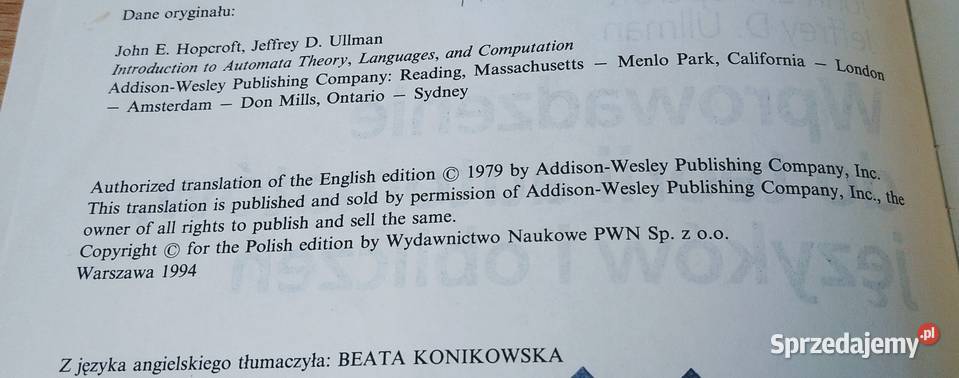 Dane oryginału:
John E. Hopcroft, Jeffrey D. Ullman
Introduction to Automata Theory, Languages, and Computation
Addison-Wesley Publishing Company: Reading, Massachusetts — Menlo Park, California — London
— Amsterdam — Don Mills, Ontario — Sydney
Authorized translation of the English edition © 1979 by Addison-Wesley Publishing Company, Inc.
This translation is published and sold by permission of Addison-Wesley Publishing Company, Inc., the
owner of all rights to publish and sell the same.
Copyright © for the Polish edition by Wydawnictwo Naukowe PWN Sp. z o.o.
Warszawa 1994
Z języka angielskiego tłumaczyła: BEATA KONIKOWSKA
Sprzedajemy.pl